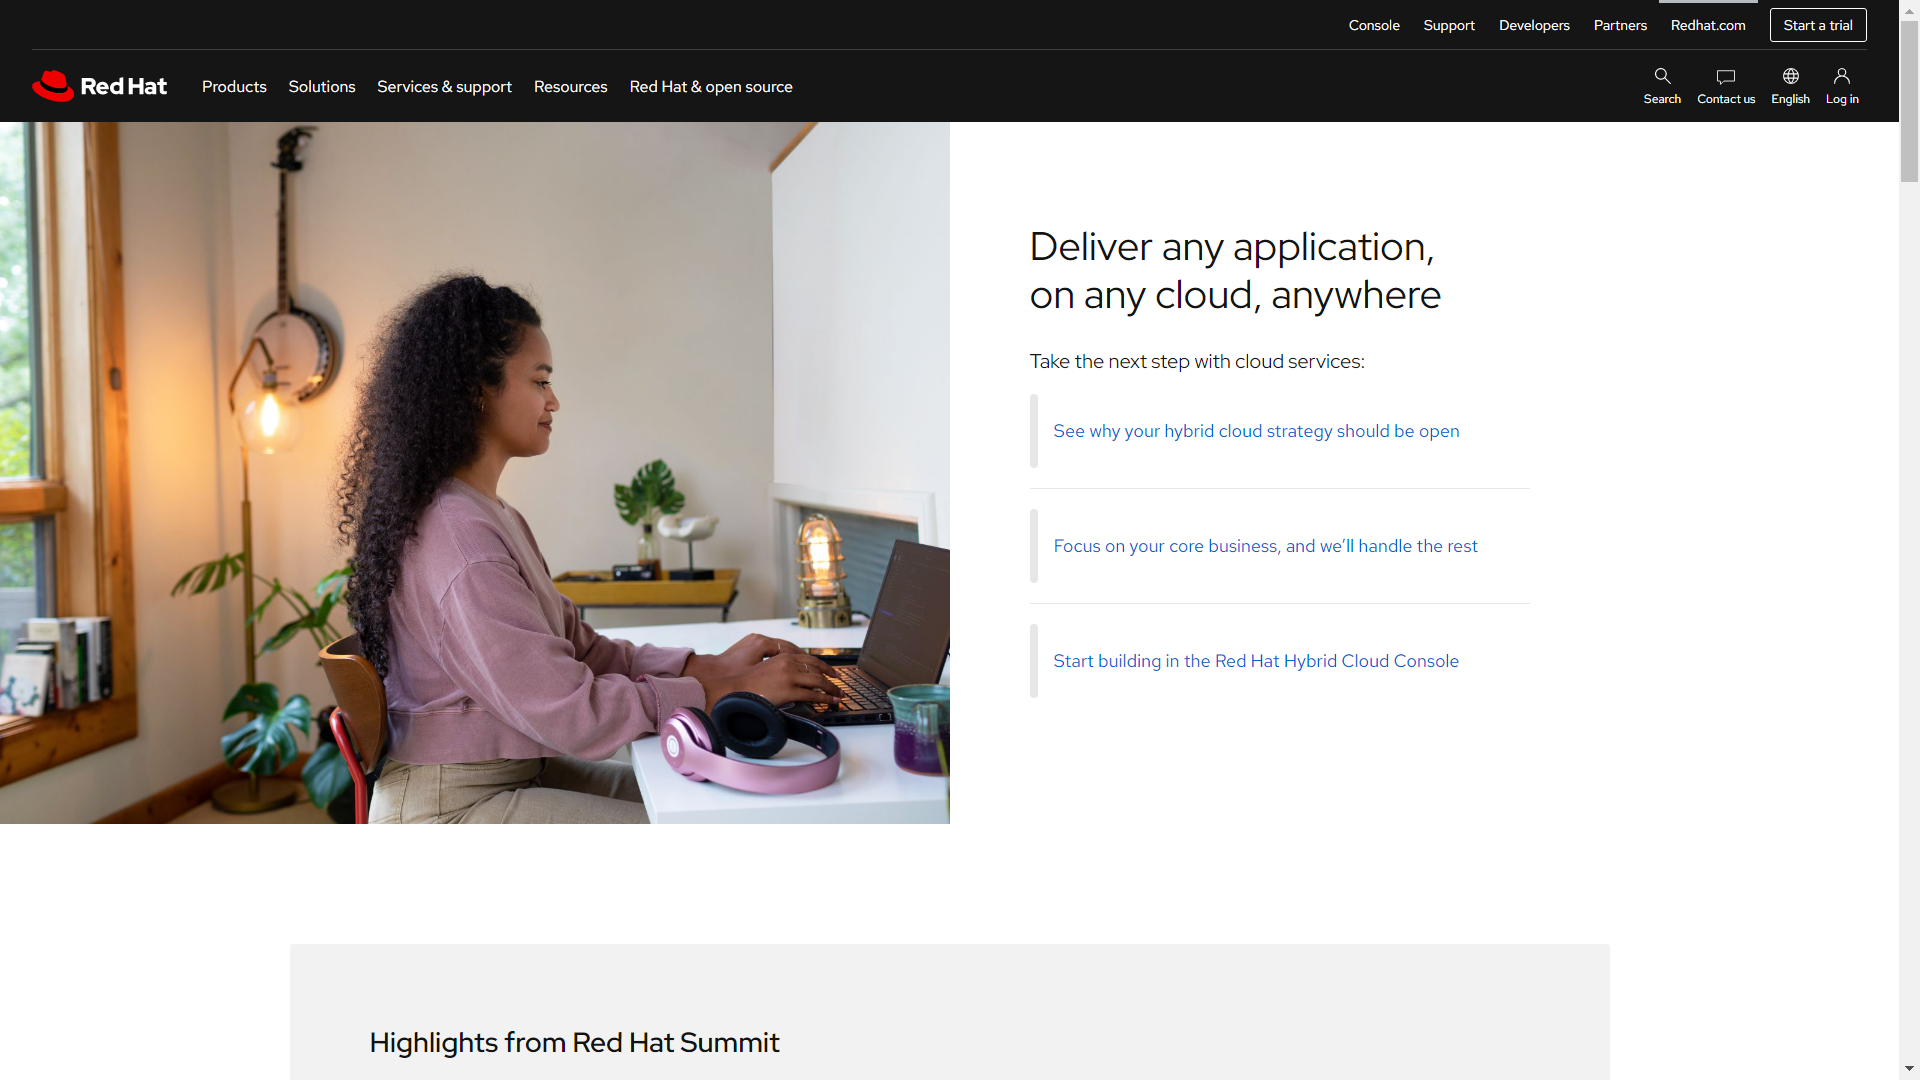 Console Support Developers Partners Redhat.com Start a trial
Red Hat Products Solutions Services & support Resources Red Hat & open source
Search Contact us English Log in
Deliver any application,
on any cloud, anywhere
Take the next step with cloud services:
See why your hybrid cloud strategy should be open
Focus on your core business, and we’ll handle the rest
Start building in the Red Hat Hybrid Cloud Console
Highlights from Red Hat Summit